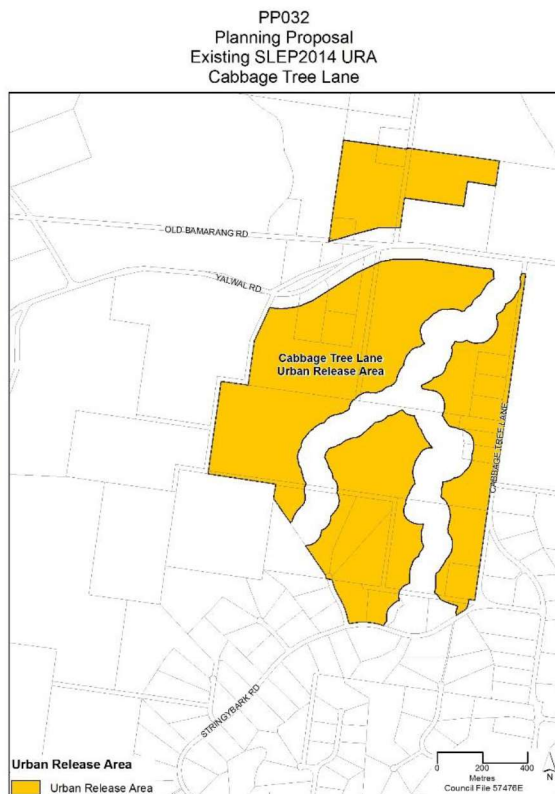 PP032
Planning Proposal
Existing SLEP2014 URA
Cabbage Tree Lane
OLD BAMARANG RD
YALWAL RD
Cabbage Tree Lane
Urban Release Area
CABBAGE TREE LANE
STRINGYBARK RD
Urban Release Area
Urban Release Area
0 200 400
Metres
Council File 57476E
N